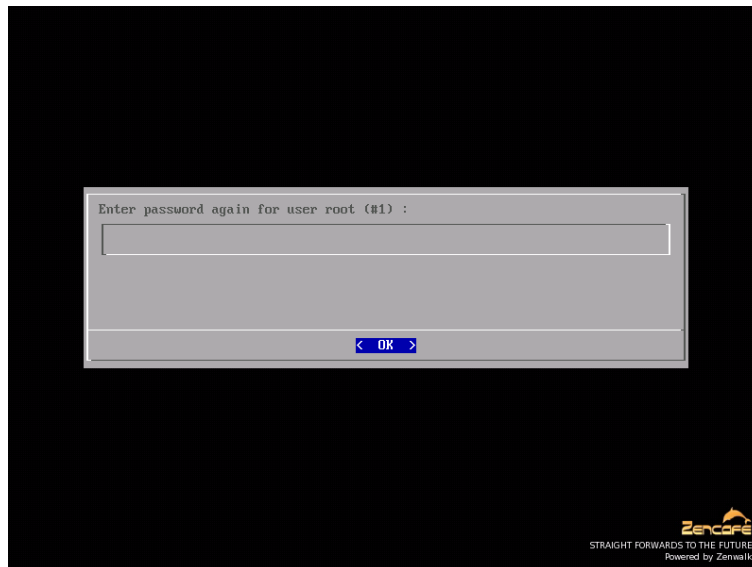 Enter password again for user root (#1) :
< OK >
Zencafe
STRAIGHT FORWARDS TO THE FUTURE
Powered by Zenwalk